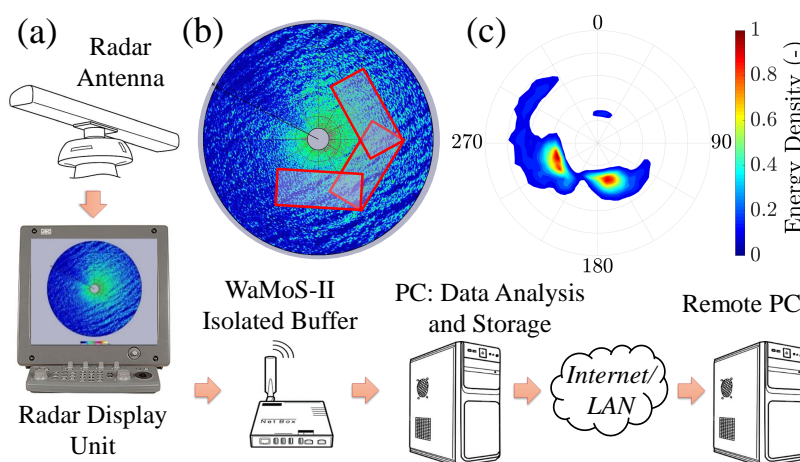 (a)
Radar
Antenna
(b)
(c)
0
90
180
270
1
0.8
0.6
0.4
0.2
0
Energy Density (-)
Radar Display
Unit
WaMoS-II
Isolated Buffer
Net Box
PC: Data Analysis
and Storage
Internet/
LAN
Remote PC